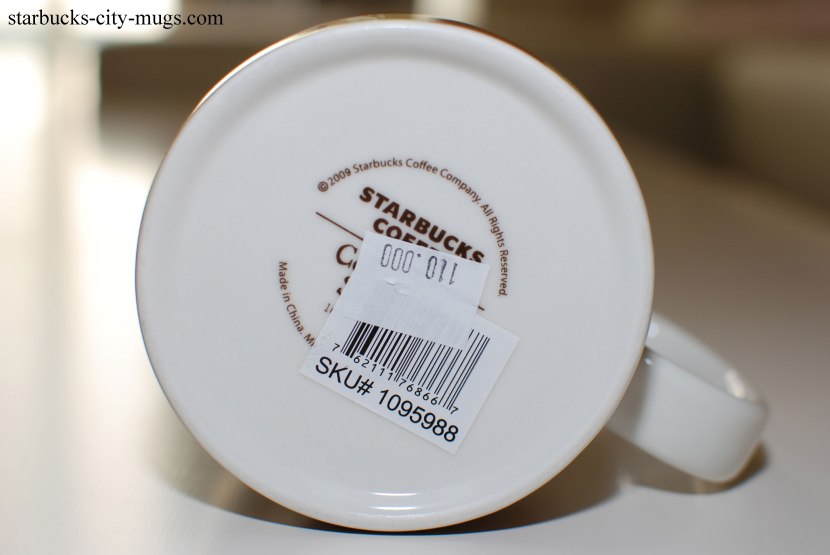 starbucks-city-mugs.com
©2009 Starbucks Coffee Company. All Rights Reserved.
STARBUCKS
110.000
Made in China.
7 62111 76866 7
SKU# 1095988